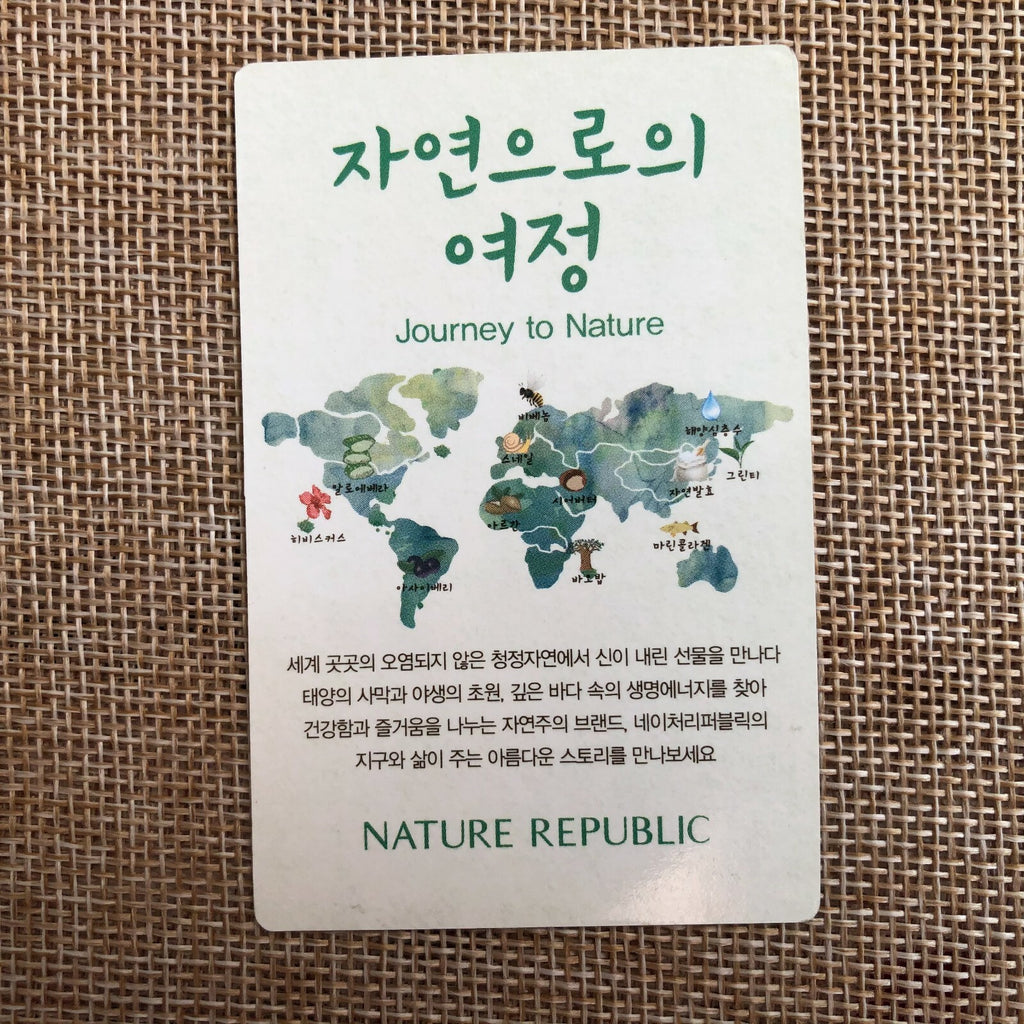 자연으로의
여정
Journey to Nature
비베놈
해양심층수
스네일
그린티
알로에베라
시어버터
자연발효
아르간
히비스커스
마린콜라겐
바오밥
아사이베리
세계 곳곳의 오염되지 않은 청정자연에서 신이 내린 선물을 만나다
태양의 사막과 야생의 초원, 깊은 바다 속의 생명에너지를 찾아
건강함과 즐거움을 나누는 자연주의 브랜드, 네이처리퍼블릭의
지구와 삶이 주는 아름다운 스토리를 만나보세요
NATURE REPUBLIC